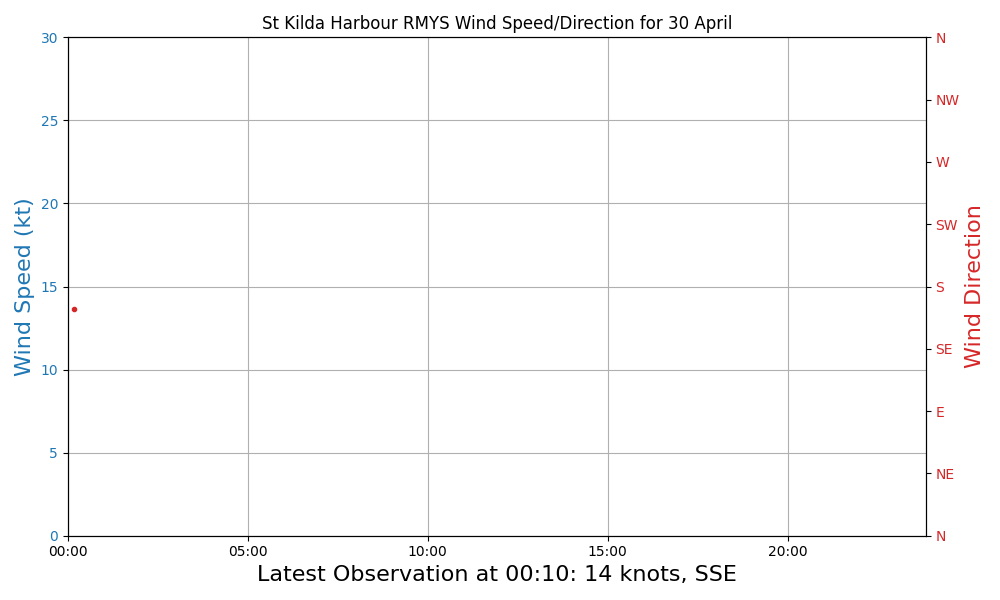 St Kilda Harbour RMYS Wind Speed/Direction for 30 April
30
25
20
15
10
5
0
Wind Speed (kt)
N
NW
W
SW
S
SE
E
NE
N
Wind Direction
00:00
05:00
10:00
15:00
20:00
Latest Observation at 00:10: 14 knots, SSE